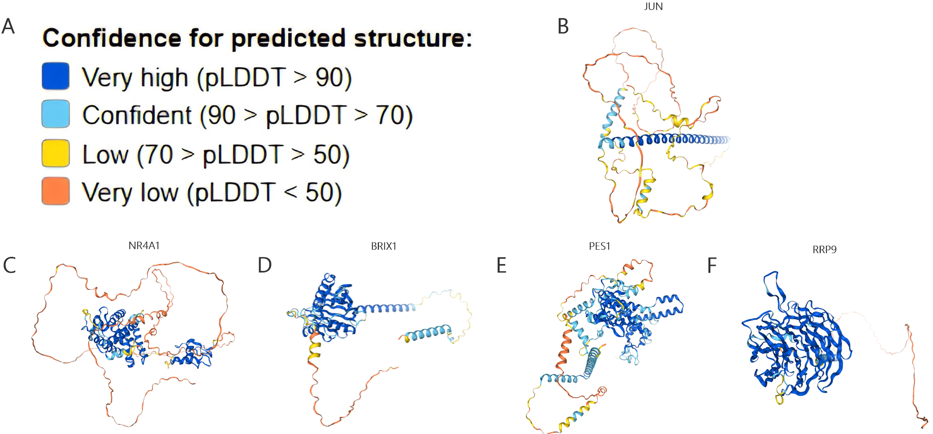 A
Confidence for predicted structure:
Very high (pLDDT > 90)
Confident (90 > pLDDT > 70)
Low (70 > pLDDT > 50)
Very low (pLDDT < 50)
JUN
B
NR4A1
C
BRIX1
D
PES1
E
RRP9
F